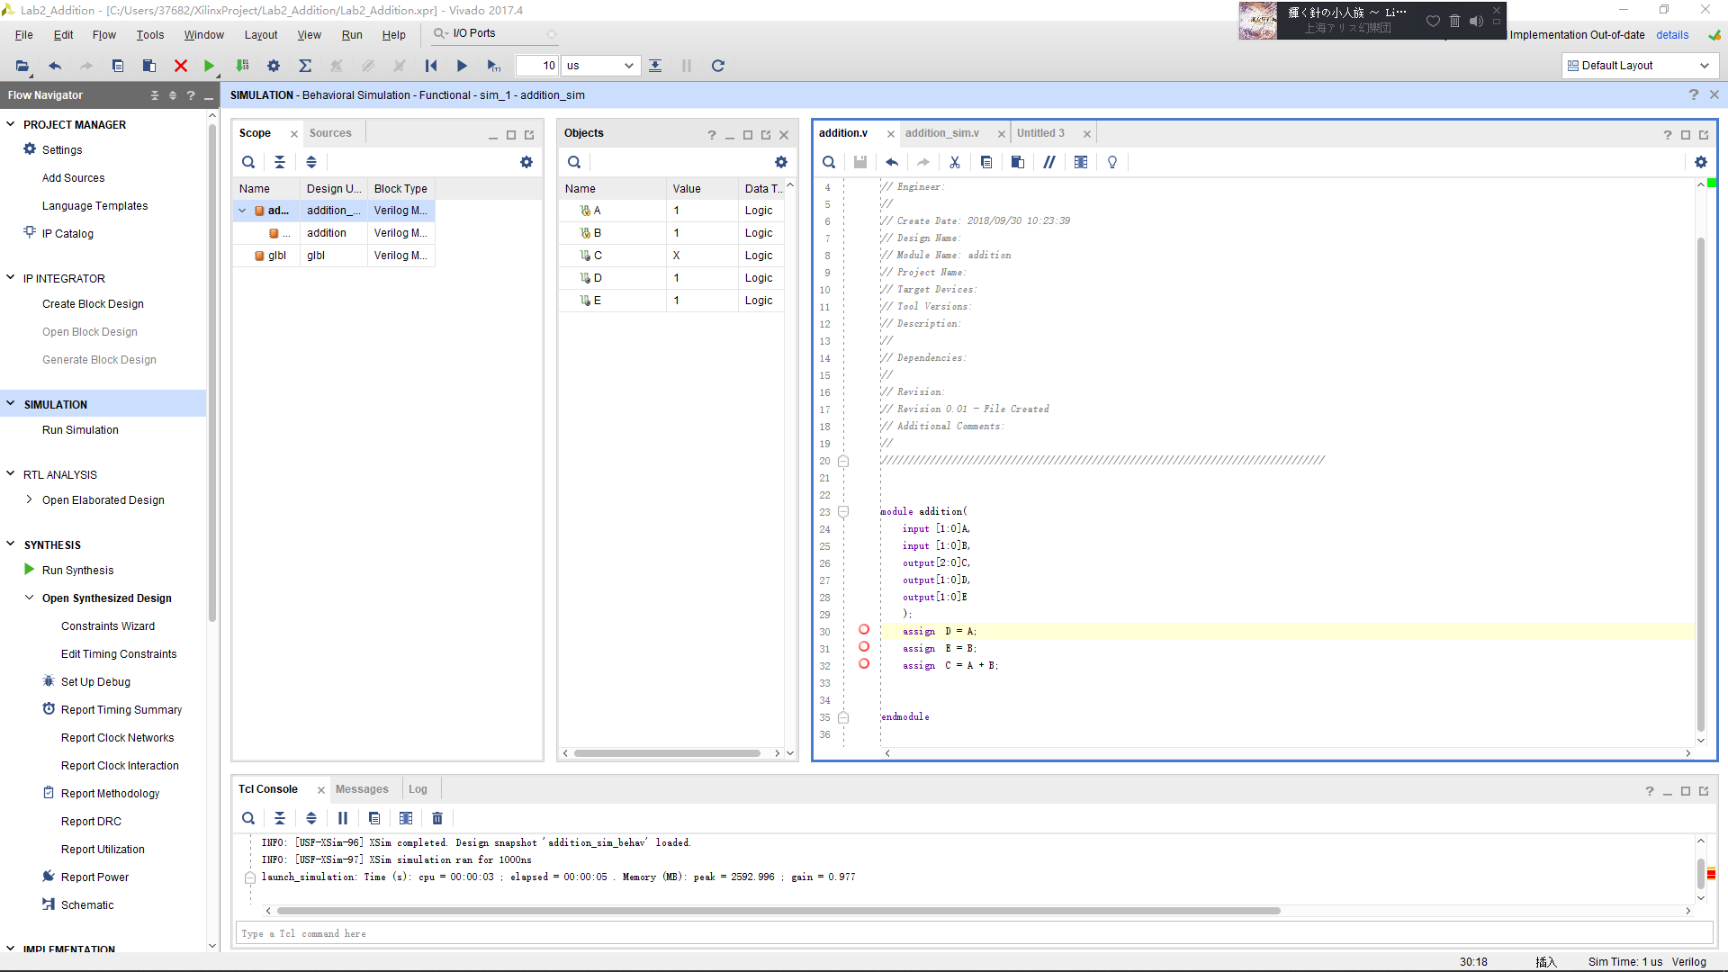 Lab2_Addition - [C:/Users/37682/XilinxProject/Lab2_Addition/Lab2_Addition.xpr] - Vivado 2017.4
輝く針の小人族 ～ Li⋯
上海アリス幻樂団
File Edit Flow Tools Window Layout View Run Help
I/O Ports
Implementation Out-of-date details
10 us
Default Layout
Flow Navigator
SIMULATION - Behavioral Simulation - Functional - sim_1 - addition_sim
PROJECT MANAGER
Settings
Add Sources
Language Templates
IP Catalog
IP INTEGRATOR
Create Block Design
Open Block Design
Generate Block Design
SIMULATION
Run Simulation
RTL ANALYSIS
Open Elaborated Design
SYNTHESIS
Run Synthesis
Open Synthesized Design
Constraints Wizard
Edit Timing Constraints
Set Up Debug
Report Timing Summary
Report Clock Networks
Report Clock Interaction
Report Methodology
Report DRC
Report Utilization
Report Power
Schematic
IMPLEMENTATION
Scope Sources
Name Design U... Block Type
ad... addition_... Verilog M...
... addition Verilog M...
glbl glbl Verilog M...
Objects
Name Value Data T...
A 1 Logic
B 1 Logic
C X Logic
D 1 Logic
E 1 Logic
addition.v addition_sim.v Untitled 3
4 // Engineer:
5 //
6 // Create Date: 2018/09/30 10:23:39
7 // Design Name:
8 // Module Name: addition
9 // Project Name:
10 // Target Devices:
11 // Tool Versions:
12 // Description:
13 //
14 // Dependencies:
15 //
16 // Revision:
17 // Revision 0.01 - File Created
18 // Additional Comments:
19 //
20 //////////////////////////////////////////////////////////////////////////////////
21
22
23 module addition(
24 input [1:0]A,
25 input [1:0]B,
26 output[2:0]C,
27 output[1:0]D,
28 output[1:0]E
29 );
30 assign D = A;
31 assign E = B;
32 assign C = A + B;
33
34
35 endmodule
36
Tcl Console Messages Log
INFO: [USF-XSim-96] XSim completed. Design snapshot 'addition_sim_behav' loaded.
INFO: [USF-XSim-97] XSim simulation ran for 1000ns
launch_simulation: Time (s): cpu = 00:00:03 ; elapsed = 00:00:05 . Memory (MB): peak = 2592.996 ; gain = 0.977
Type a Tcl command here
30:18 插入 Sim Time: 1 us Verilog